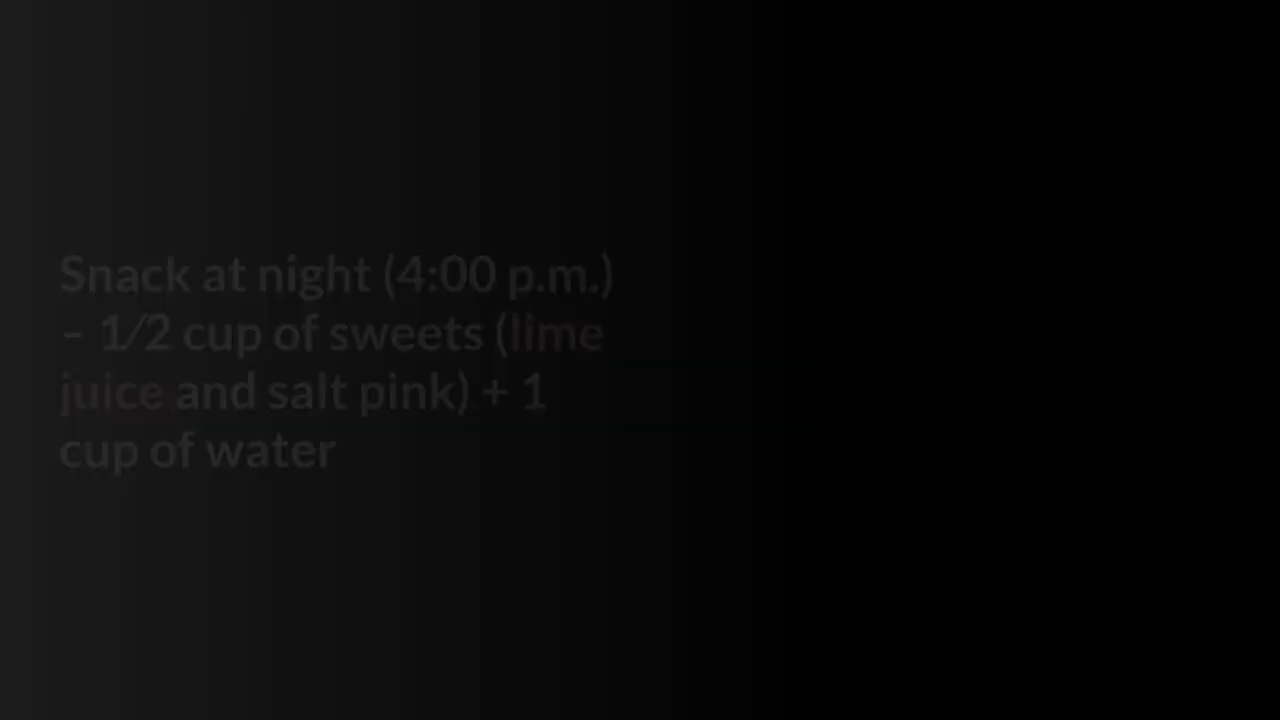 Snack at night (4:00 p.m.)
– 1⁄2 cup of sweets (lime
juice and salt pink) + 1
cup of water